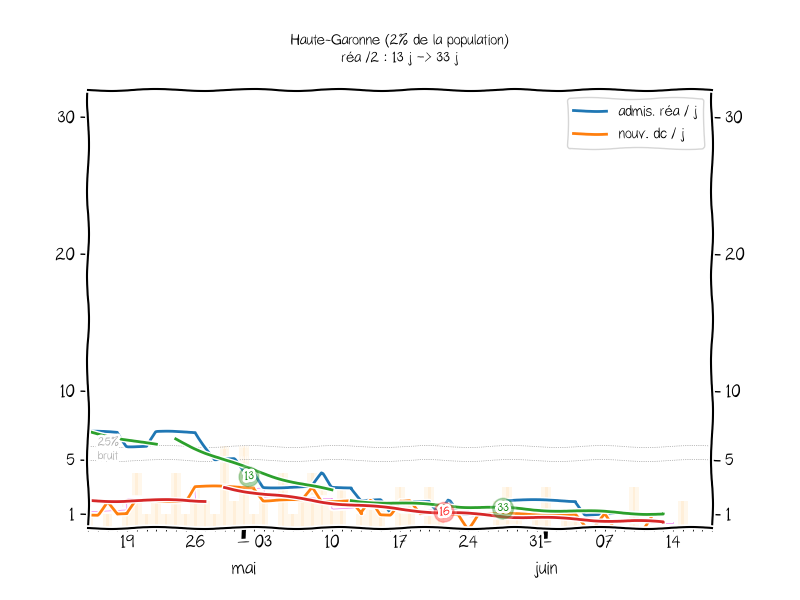 Haute-Garonne (2% de la population)
réa /2 : 13 j -> 33 j
admis. réa / j
nouv. dc / j
30
30
20
20
10
10
25%
bruit
5
5
13
16
33
1
1
19 26 03 10 17 24 31 07 14
mai juin